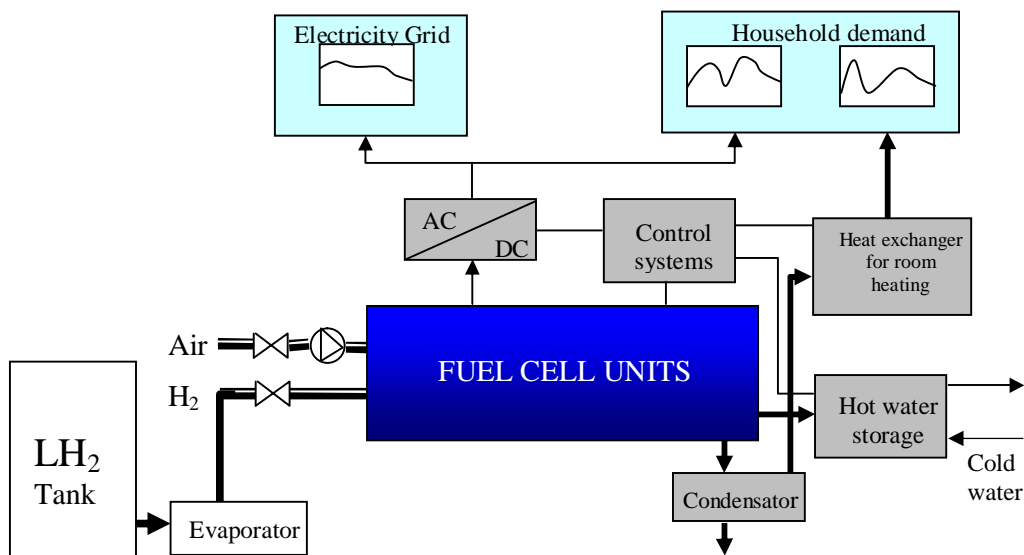 Electricity Grid
Household demand
AC
DC
Control
systems
Heat exchanger
for room
heating
Air
H₂
FUEL CELL UNITS
Hot water
storage
LH₂
Tank
Evaporator
Condensator
Cold
water